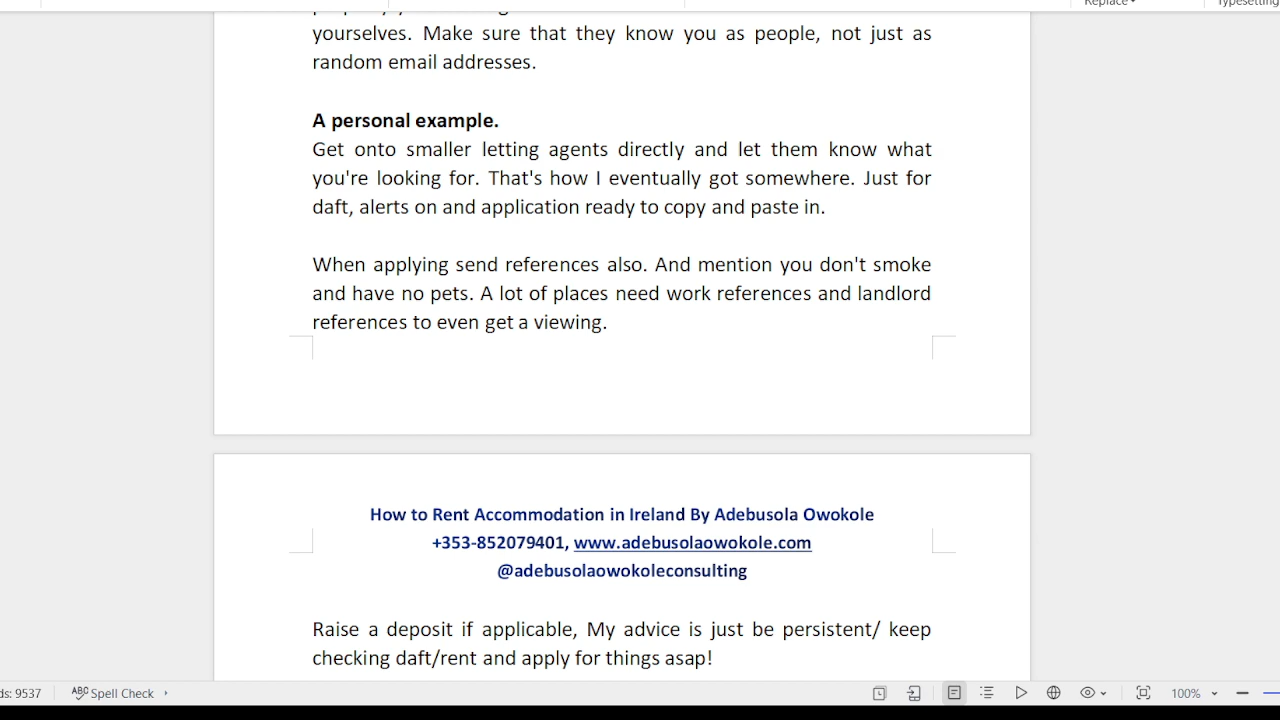 Replace
Typesetting
yourselves. Make sure that they know you as people, not just as
random email addresses.
A personal example.
Get onto smaller letting agents directly and let them know what
you're looking for. That's how I eventually got somewhere. Just for
daft, alerts on and application ready to copy and paste in.
When applying send references also. And mention you don't smoke
and have no pets. A lot of places need work references and landlord
references to even get a viewing.
How to Rent Accommodation in Ireland By Adebusola Owokole
+353-852079401, www.adebusolaowokole.com
@adebusolaowokoleconsulting
Raise a deposit if applicable, My advice is just be persistent/ keep
checking daft/rent and apply for things asap!
ds: 9537 ABC Spell Check 100%